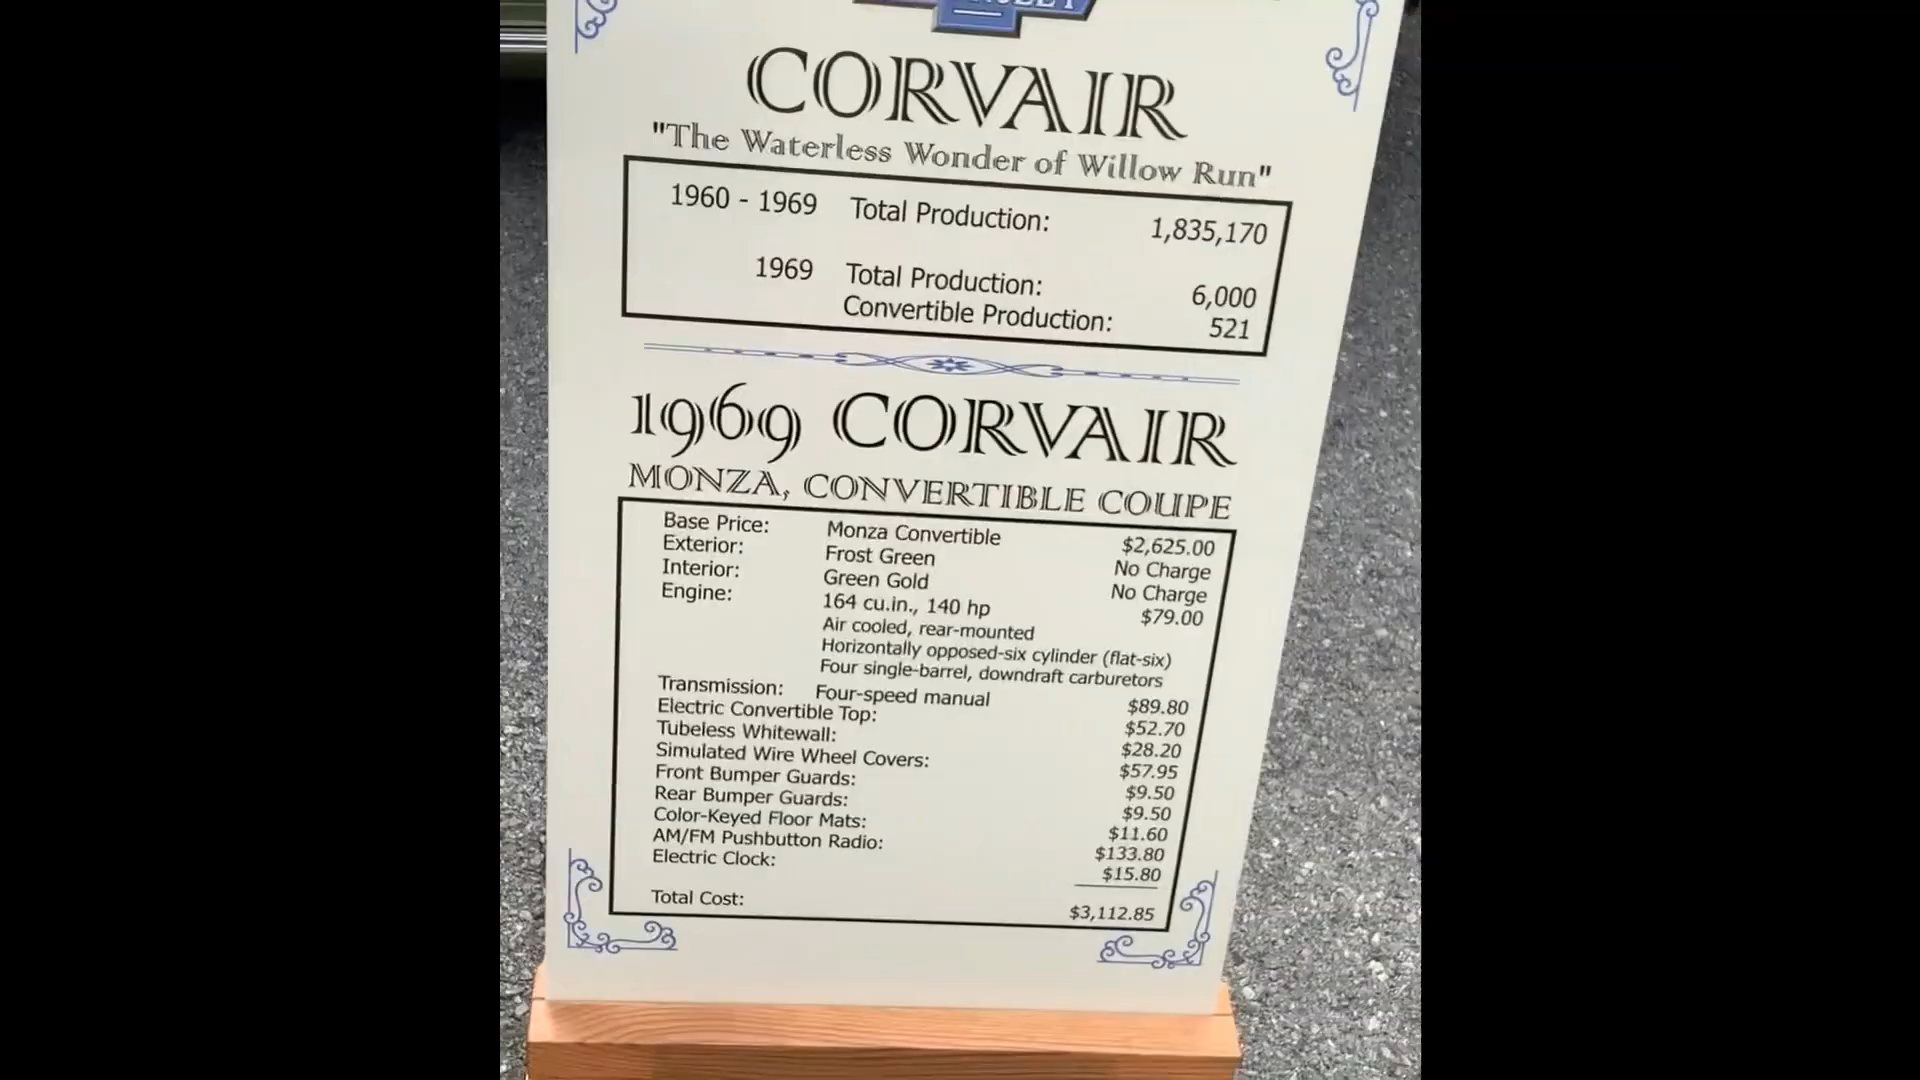 CORVAIR
"The Waterless Wonder of Willow Run"
1960 - 1969 Total Production: 1,835,170
1969 Total Production: 6,000
Convertible Production: 521
1969 CORVAIR
MONZA, CONVERTIBLE COUPE
Base Price: Monza Convertible $2,625.00
Exterior: Frost Green No Charge
Interior: Green Gold No Charge
Engine: 164 cu.in., 140 hp $79.00
Air cooled, rear-mounted
Horizontally opposed-six cylinder (flat-six)
Four single-barrel, downdraft carburetors
Transmission: Four-speed manual $89.80
Electric Convertible Top: $52.70
Tubeless Whitewall: $28.20
Simulated Wire Wheel Covers: $57.95
Front Bumper Guards: $9.50
Rear Bumper Guards: $9.50
Color-Keyed Floor Mats: $11.60
AM/FM Pushbutton Radio: $133.80
Electric Clock: $15.80
Total Cost: $3,112.85